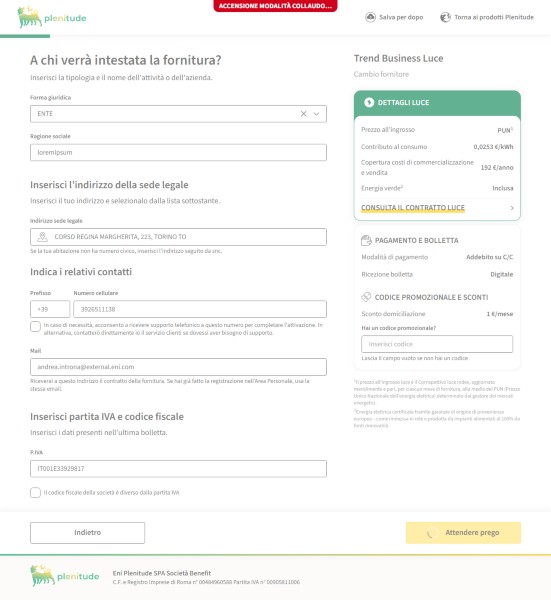 ACCENSIONE MODALITÀ COLLAUDO...
plenitude
Salva per dopo
Torna ai prodotti Plenitude
A chi verrà intestata la fornitura?
Inserisci la tipologia e il nome dell'attività o dell'azienda.
Forma giuridica
ENTE
Ragione sociale
loremipsum
Inserisci l'indirizzo della sede legale
Inserisci il tuo indirizzo e selezionalo dalla lista sottostante.
Indirizzo sede legale
CORSO REGINA MARGHERITA, 223, TORINO TO
Se la tua abitazione non ha numero civico, inserisci l'indirizzo seguito da snc.
Indica i relativi contatti
Prefisso
Numero cellulare
+39
3926511138
In caso di necessità, acconsento a ricevere supporto telefonico a questo numero per completare l'attivazione. In
alternativa, contatterò direttamente io il servizio clienti se dovessi aver bisogno di supporto.
Mail
andrea.introna@external.eni.com
Riceverai a questo indirizzo il contratto della fornitura. Se hai già fatto la registrazione nell'Area Personale, usa la
stessa email.
Inserisci partita IVA e codice fiscale
Inserisci i dati presenti nell'ultima bolletta.
P.IVA
IT001E33929817
Il codice fiscale della società è diverso dalla partita IVA
Trend Business Luce
Cambio fornitore
DETTAGLI LUCE
Prezzo all'ingrosso PUN¹
Contributo al consumo 0,0253 €/kWh
Copertura costi di commercializzazione
e vendita 192 €/anno
Energia verde² Inclusa
CONSULTA IL CONTRATTO LUCE
PAGAMENTO E BOLLETTA
Modalità di pagamento Addebito su C/C
Ricezione bolletta Digitale
CODICE PROMOZIONALE E SCONTI
Sconto domiciliazione 1 €/mese
Hai un codice promozionale?
Inserisci codice
Lascia il campo vuoto se non hai un codice
¹Il prezzo all'ingrosso luce è il Corrispettivo luce index, aggiornato
mensilmente e pari, per ciascun mese di fornitura, alla media del PUN (Prezzo
Unico Nazionale dell'energia elettrica) determinato dal gestore dei mercati
energetici.
²Energia elettrica certificata tramite garanzie di origine di provenienza
europea - come immessa in rete e prodotta da impianti alimentati al 100% da
fonti rinnovabili.
Indietro
Attendere prego
plenitude
Eni Plenitude SPA Società Benefit
C.F. e Registro Imprese di Roma n° 00484960588 Partita IVA n° 00905811006